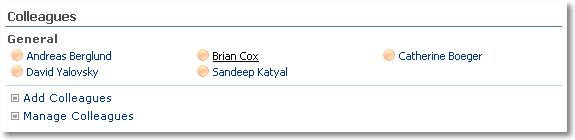 Colleagues
General
Andreas Berglund Brian Cox Catherine Boeger
David Yalovsky Sandeep Katyal
Add Colleagues
Manage Colleagues